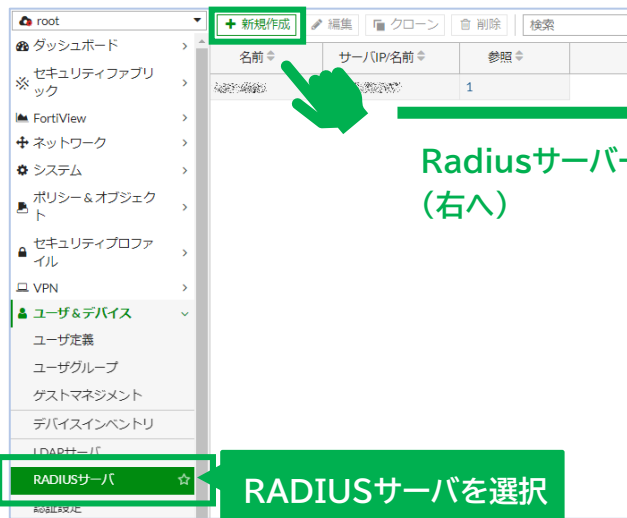 root
ダッシュボード
セキュリティファブリ
ック
FortiView
ネットワーク
システム
ポリシー＆オブジェク
ト
セキュリティプロファ
イル
VPN
ユーザ＆デバイス
ユーザ定義
ユーザグループ
ゲストマネジメント
デバイスインベントリ
LDAPサーバ
RADIUSサーバ
認証設定
新規作成 編集 クローン 削除 検索
名前 サーバIP/名前 参照
1
Radiusサーバー
（右へ）
RADIUSサーバを選択